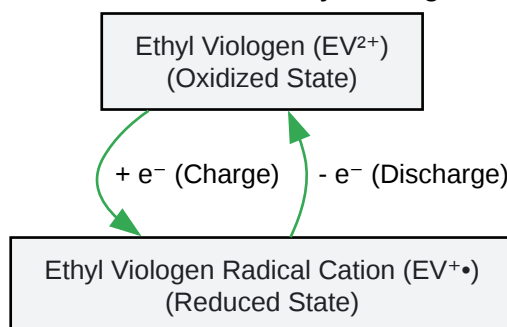 Ethyl Viologen (EV²⁺)
(Oxidized State)
+ e⁻ (Charge)
- e⁻ (Discharge)
Ethyl Viologen Radical Cation (EV⁺•)
(Reduced State)